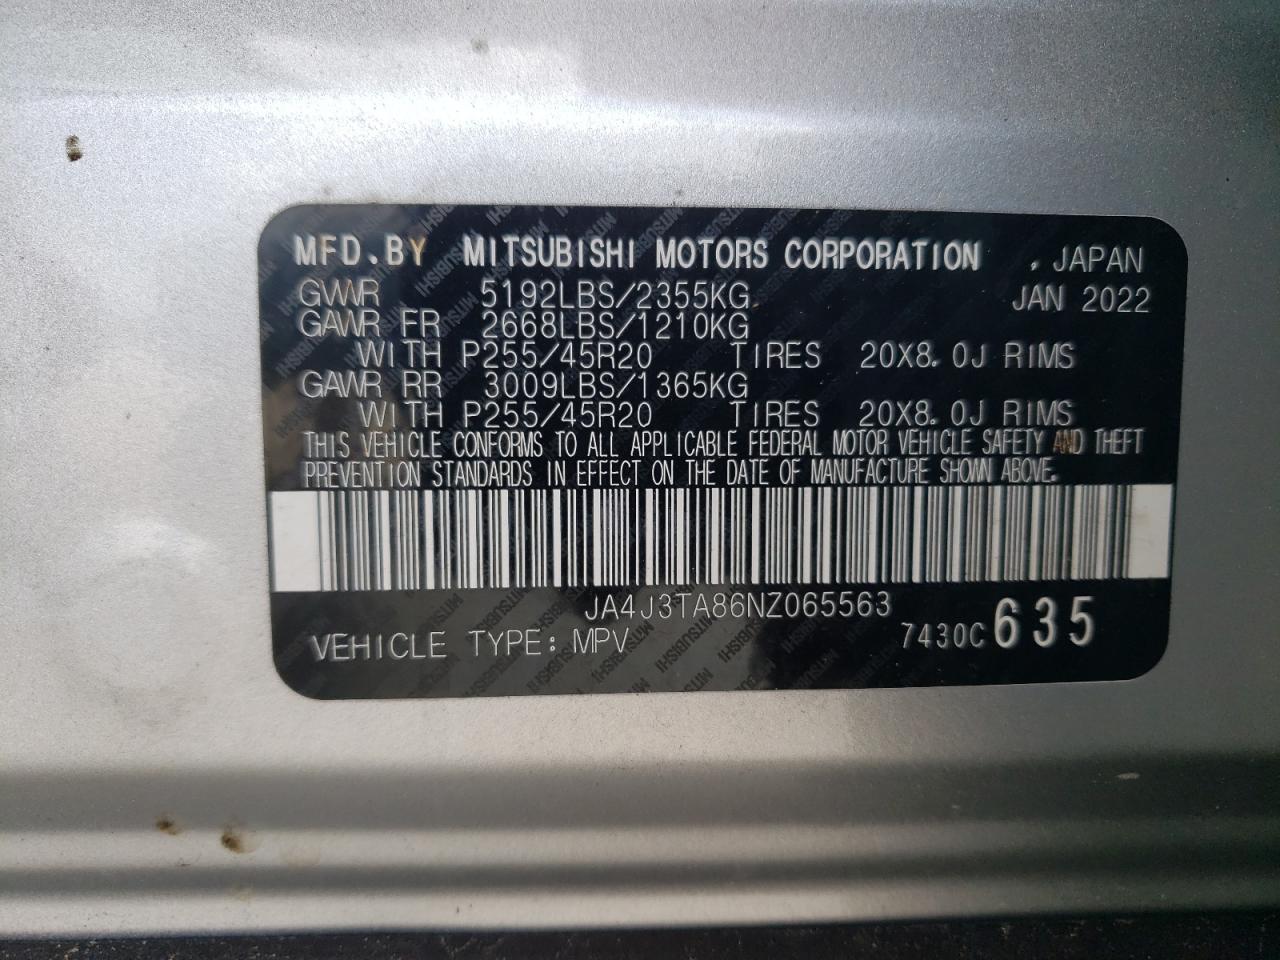 MFD.BY MITSUBISHI MOTORS CORPORATION , JAPAN
GVWR 5192LBS/2355KG JAN 2022
GAWR FR 2668LBS/1210KG
WITH P255/45R20 TIRES 20X8.0J RIMS
GAWR RR 3009LBS/1365KG
WITH P255/45R20 TIRES 20X8.0J RIMS
THIS VEHICLE CONFORMS TO ALL APPLICABLE FEDERAL MOTOR VEHICLE SAFETY AND THEFT
PREVENTION STANDARDS IN EFFECT ON THE DATE OF MANUFACTURE SHOWN ABOVE.
JA4J3TA86NZ065563
VEHICLE TYPE: MPV 7430C 635